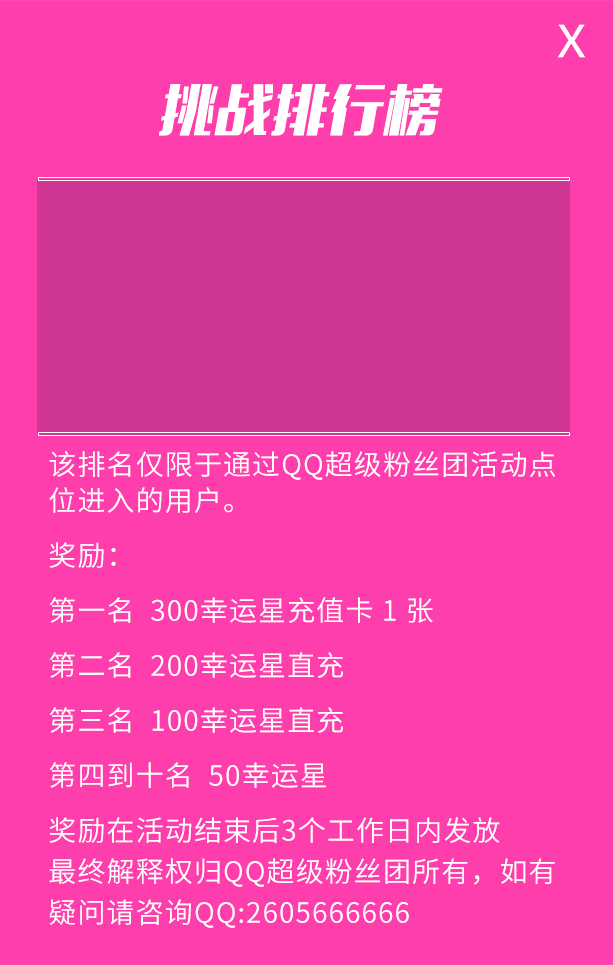 X
挑战排行榜
该排名仅限于通过QQ超级粉丝团活动点
位进入的用户。
奖励：
第一名 300幸运星充值卡 1 张
第二名 200幸运星直充
第三名 100幸运星直充
第四到十名 50幸运星
奖励在活动结束后3个工作日内发放
最终解释权归QQ超级粉丝团所有，如有
疑问请咨询QQ:2605666666